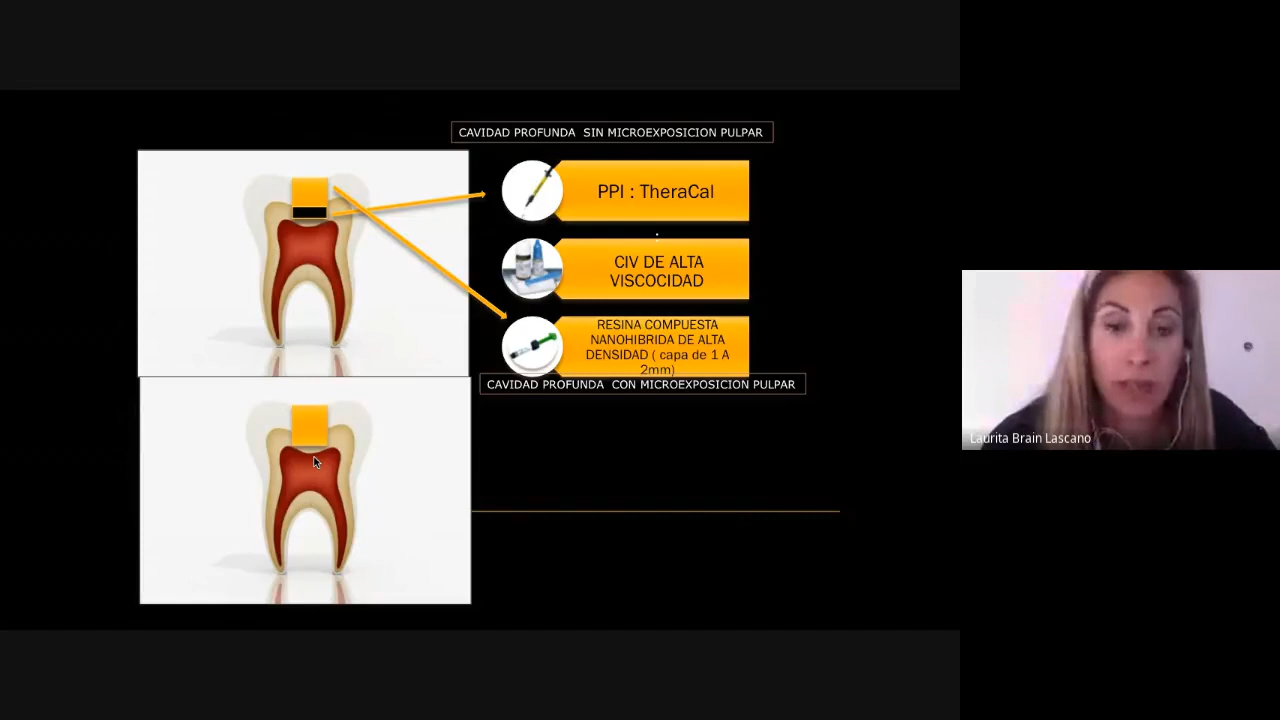 CAVIDAD PROFUNDA SIN MICROEXPOSICION PULPAR
PPI : TheraCal
:
CIV DE ALTA
VISCOCIDAD
RESINA COMPUESTA
NANOHIBRIDA DE ALTA
DENSIDAD ( capa de 1 A
2mm)
CAVIDAD PROFUNDA CON MICROEXPOSICION PULPAR
Laurita Brain Lascano